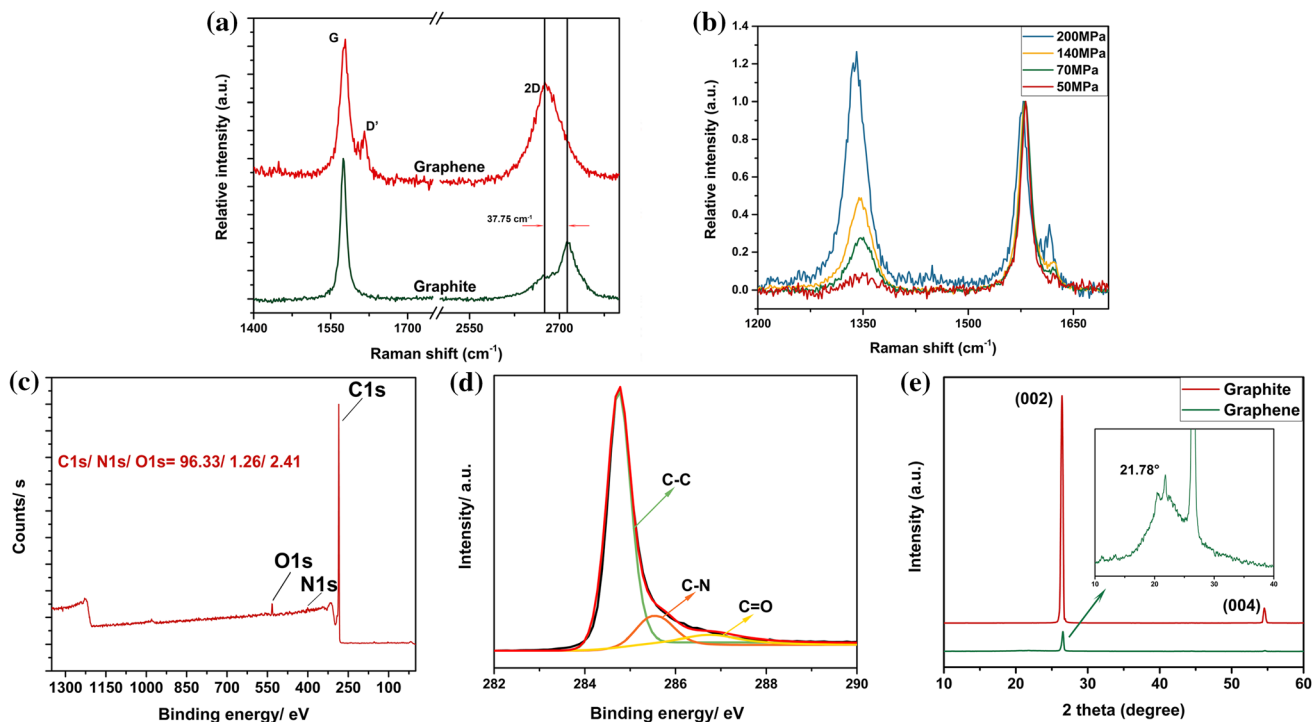 (a)
G
D'
2D
Graphene
37.75 cm⁻¹
Graphite
1400
1550
1700
2550
2700
Raman shift (cm⁻¹)
Relative intensity (a.u.)
(b)
200MPa
140MPa
70MPa
50MPa
1.4
1.2
1.0
0.8
0.6
0.4
0.2
0.0
1200
1350
1500
1650
Raman shift (cm⁻¹)
Relative intensity (a.u.)
(c)
C1s
C1s/ N1s/ O1s= 96.33/ 1.26/ 2.41
O1s
N1s
1300
1150
1000
850
700
550
400
250
100
Binding energy/ eV
Counts/ s
(d)
C-C
C-N
C=O
282
284
286
288
290
Binding energy/ eV
Intensity/ a.u.
(e)
Graphite
Graphene
(002)
21.78°
10
20
30
40
(004)
10
20
30
40
50
60
2 theta (degree)
Intensity (a.u.)